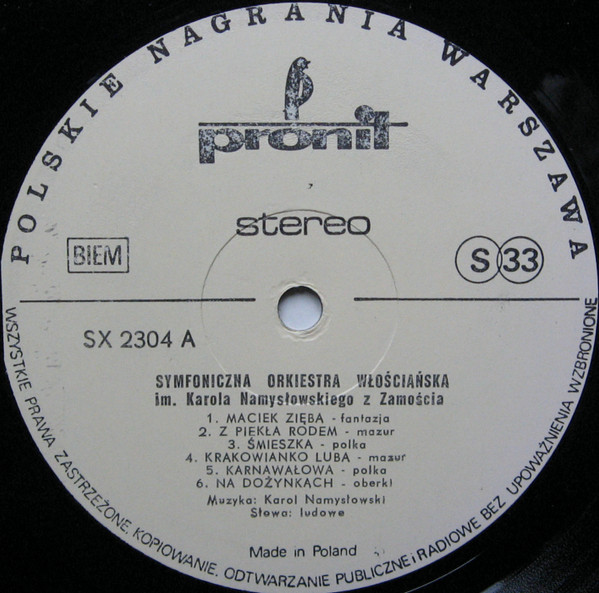 POLSKIE NAGRANIA WARSZAWA
pronit
stereo
BIEM
S 33
SX 2304 A
SYMFONICZNA ORKIESTRA WŁOŚCIAŃSKA
im. Karola Namysłowskiego z Zamościa
1. MACIEK ZIĘBA - fantazja
2. Z PIEKŁA RODEM - mazur
3. ŚMIESZKA - polka
4. KRAKOWIANKO LUBA - mazur
5. KARNAWAŁOWA - polka
6. NA DOŻYNKACH - oberki
Muzyka: Karol Namysłowski
Słowa: ludowe
Made in Poland
WSZYSTKIE PRAWA ZASTRZEŻONE. KOPIOWANIE. ODTWARZANIE PUBLICZNE i RADIOWE BEZ UPOWAŻNIENIA WZBRONIONE